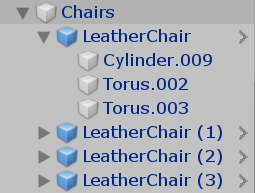 Chairs
LeatherChair
Cylinder.009
Torus.002
Torus.003
LeatherChair (1)
LeatherChair (2)
LeatherChair (3)